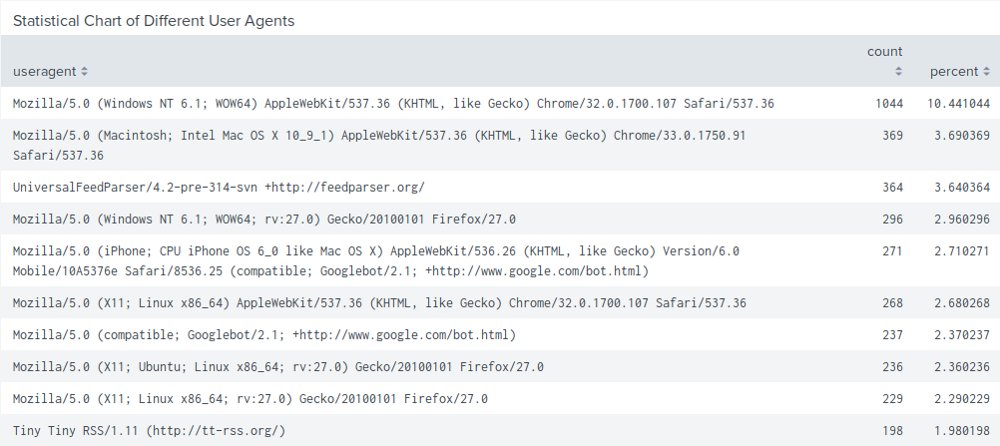 Statistical Chart of Different User Agents
count
useragent percent
Mozilla/5.0 (Windows NT 6.1; WOW64) AppleWebKit/537.36 (KHTML, like Gecko) Chrome/32.0.1700.107 Safari/537.36 1044 10.441044
Mozilla/5.0 (Macintosh; Intel Mac OS X 10_9_1) AppleWebKit/537.36 (KHTML, like Gecko) Chrome/33.0.1750.91 369 3.690369
Safari/537.36
UniversalFeedParser/4.2-pre-314-svn +http://feedparser.org/ 364 3.640364
Mozilla/5.0 (Windows NT 6.1; WOW64; rv:27.0) Gecko/20100101 Firefox/27.0 296 2.960296
Mozilla/5.0 (iPhone; CPU iPhone OS 6_0 like Mac OS X) AppleWebKit/536.26 (KHTML, like Gecko) Version/6.0 271 2.710271
Mobile/10A5376e Safari/8536.25 (compatible; Googlebot/2.1; +http://www.google.com/bot.html)
Mozilla/5.0 (X11; Linux x86_64) AppleWebKit/537.36 (KHTML, like Gecko) Chrome/32.0.1700.107 Safari/537.36 268 2.680268
Mozilla/5.0 (compatible; Googlebot/2.1; +http://www.google.com/bot.html) 237 2.370237
Mozilla/5.0 (X11; Ubuntu; Linux x86_64; rv:27.0) Gecko/20100101 Firefox/27.0 236 2.360236
Mozilla/5.0 (X11; Linux x86_64; rv:27.0) Gecko/20100101 Firefox/27.0 229 2.290229
Tiny Tiny RSS/1.11 (http://tt-rss.org/) 198 1.980198